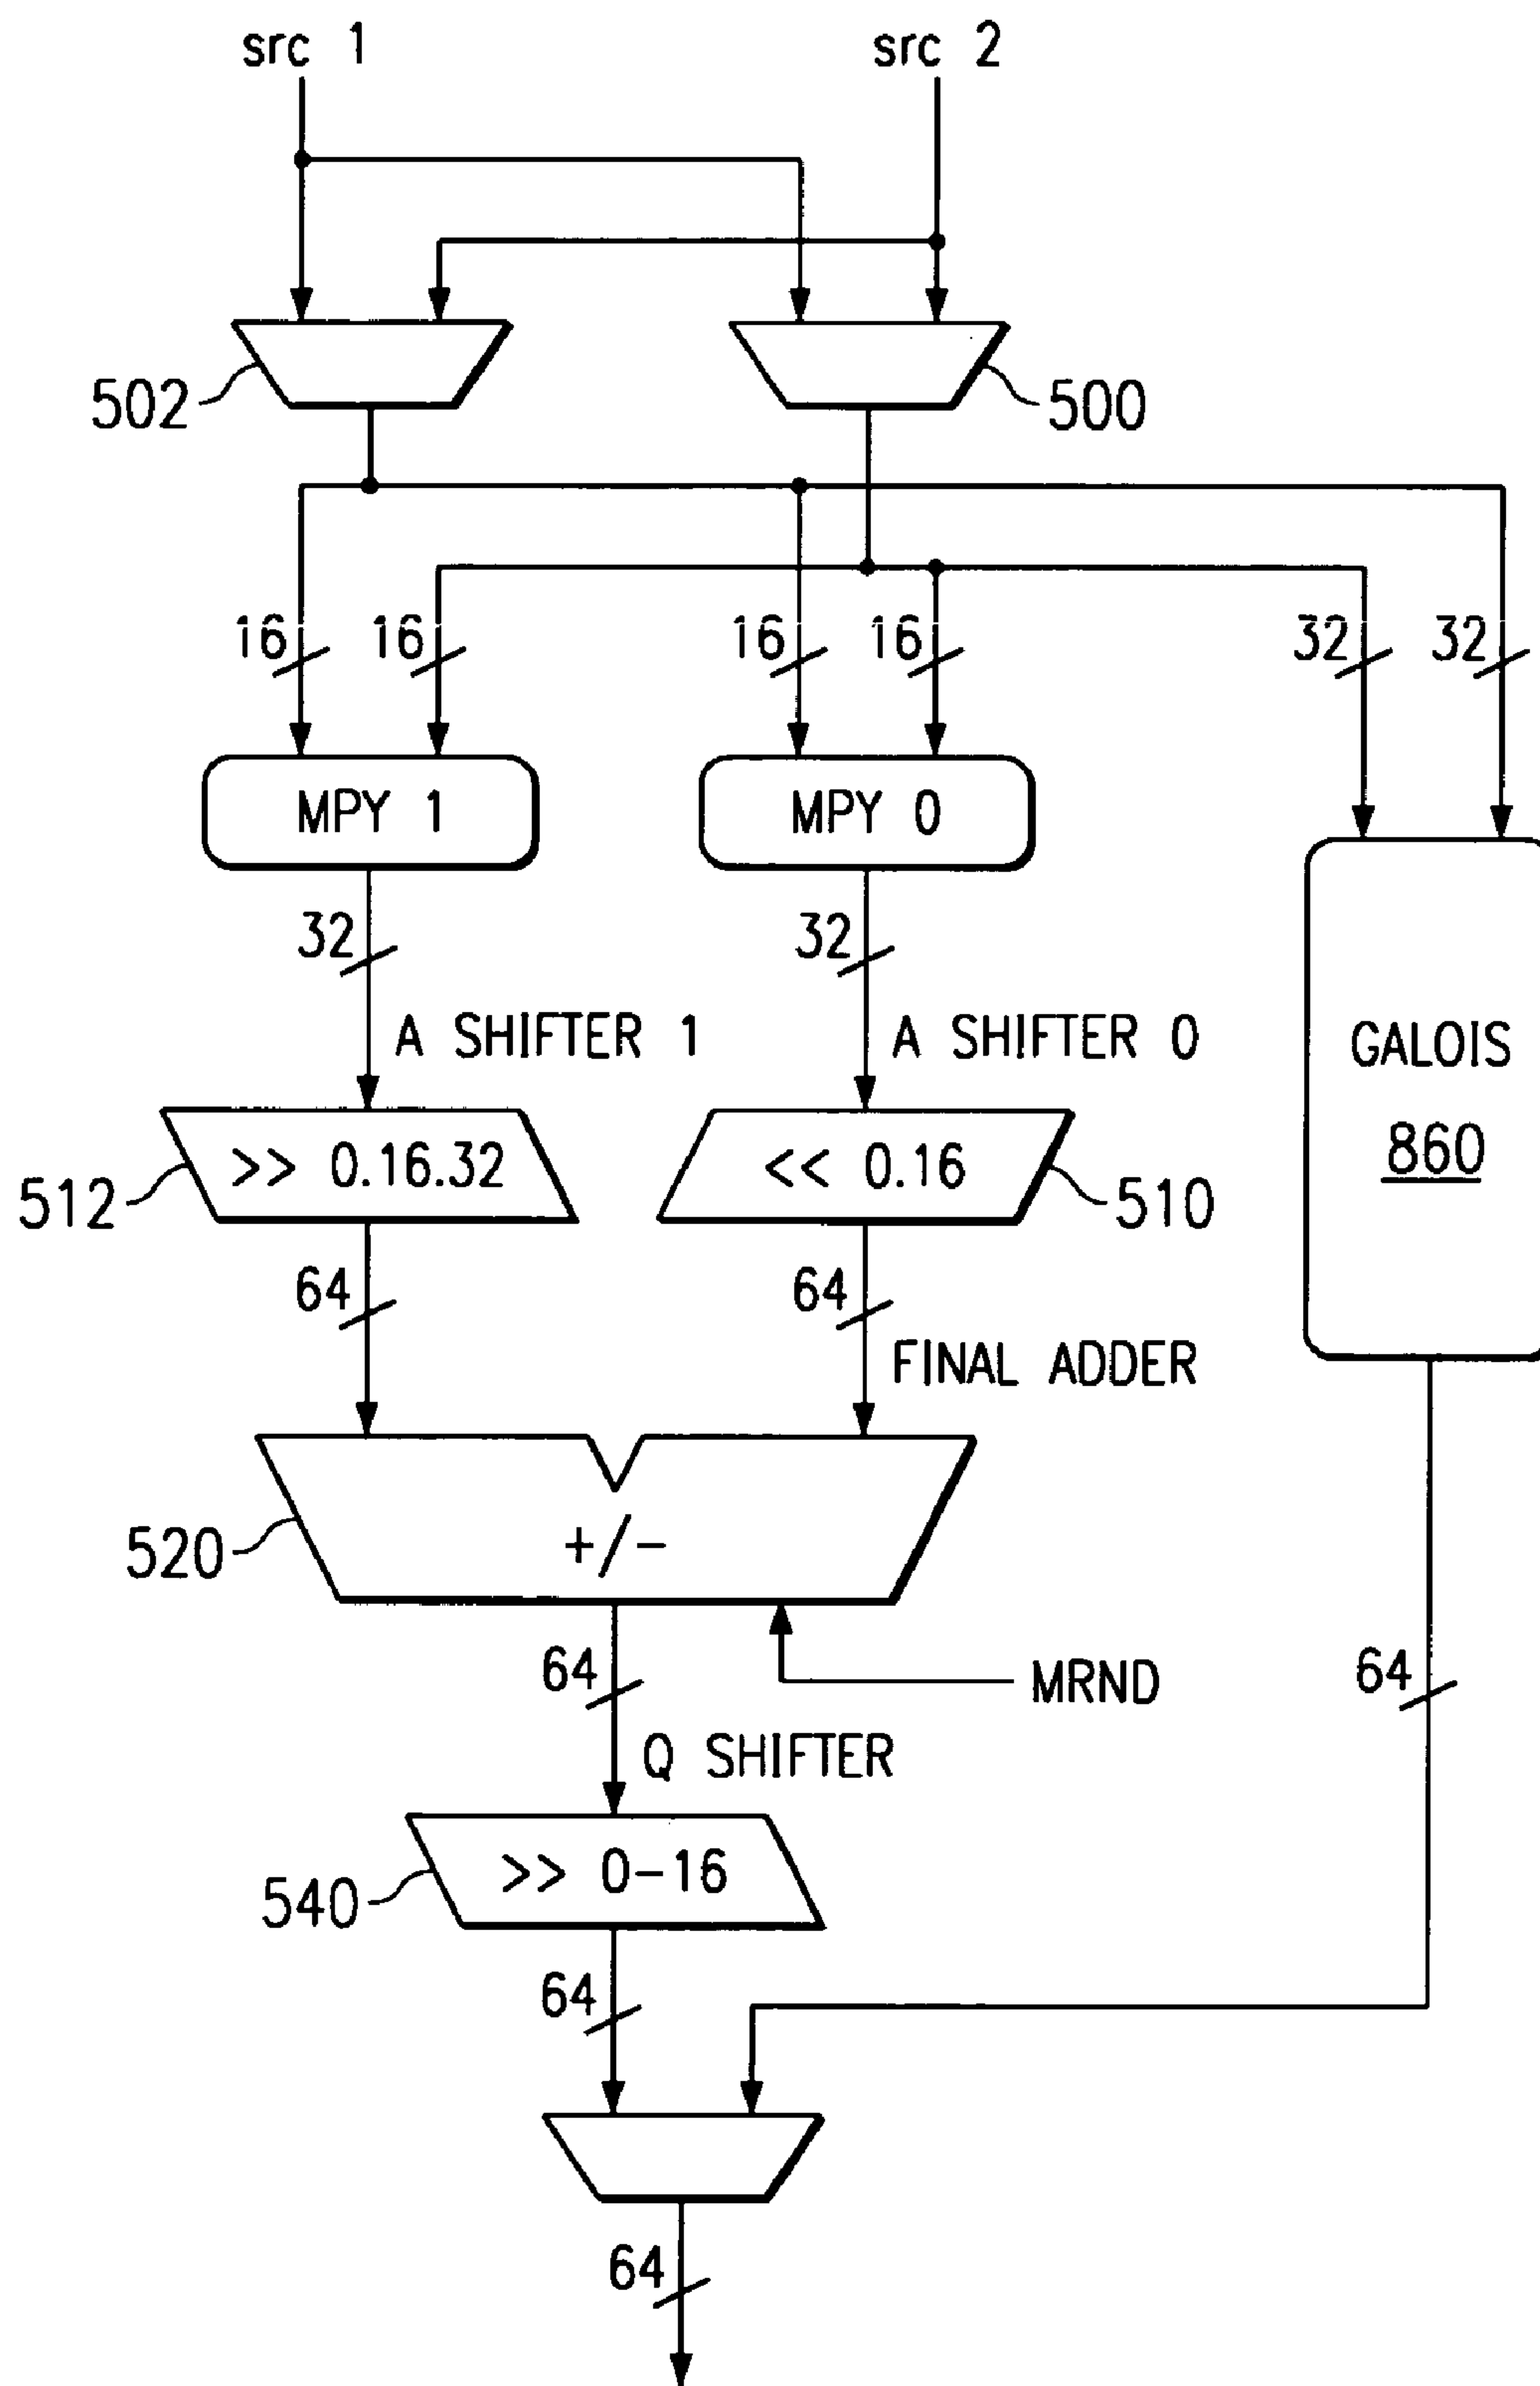 src 1
src 2
502
500
16
16
16
16
32
32
MPY 1
MPY 0
32
32
A SHIFTER 1
A SHIFTER 0
GALOIS
860
>> 0.16.32
<< 0.16
512
510
64
64
FINAL ADDER
+/-
520
64
MRND
64
Q SHIFTER
>> 0-16
540
64
64